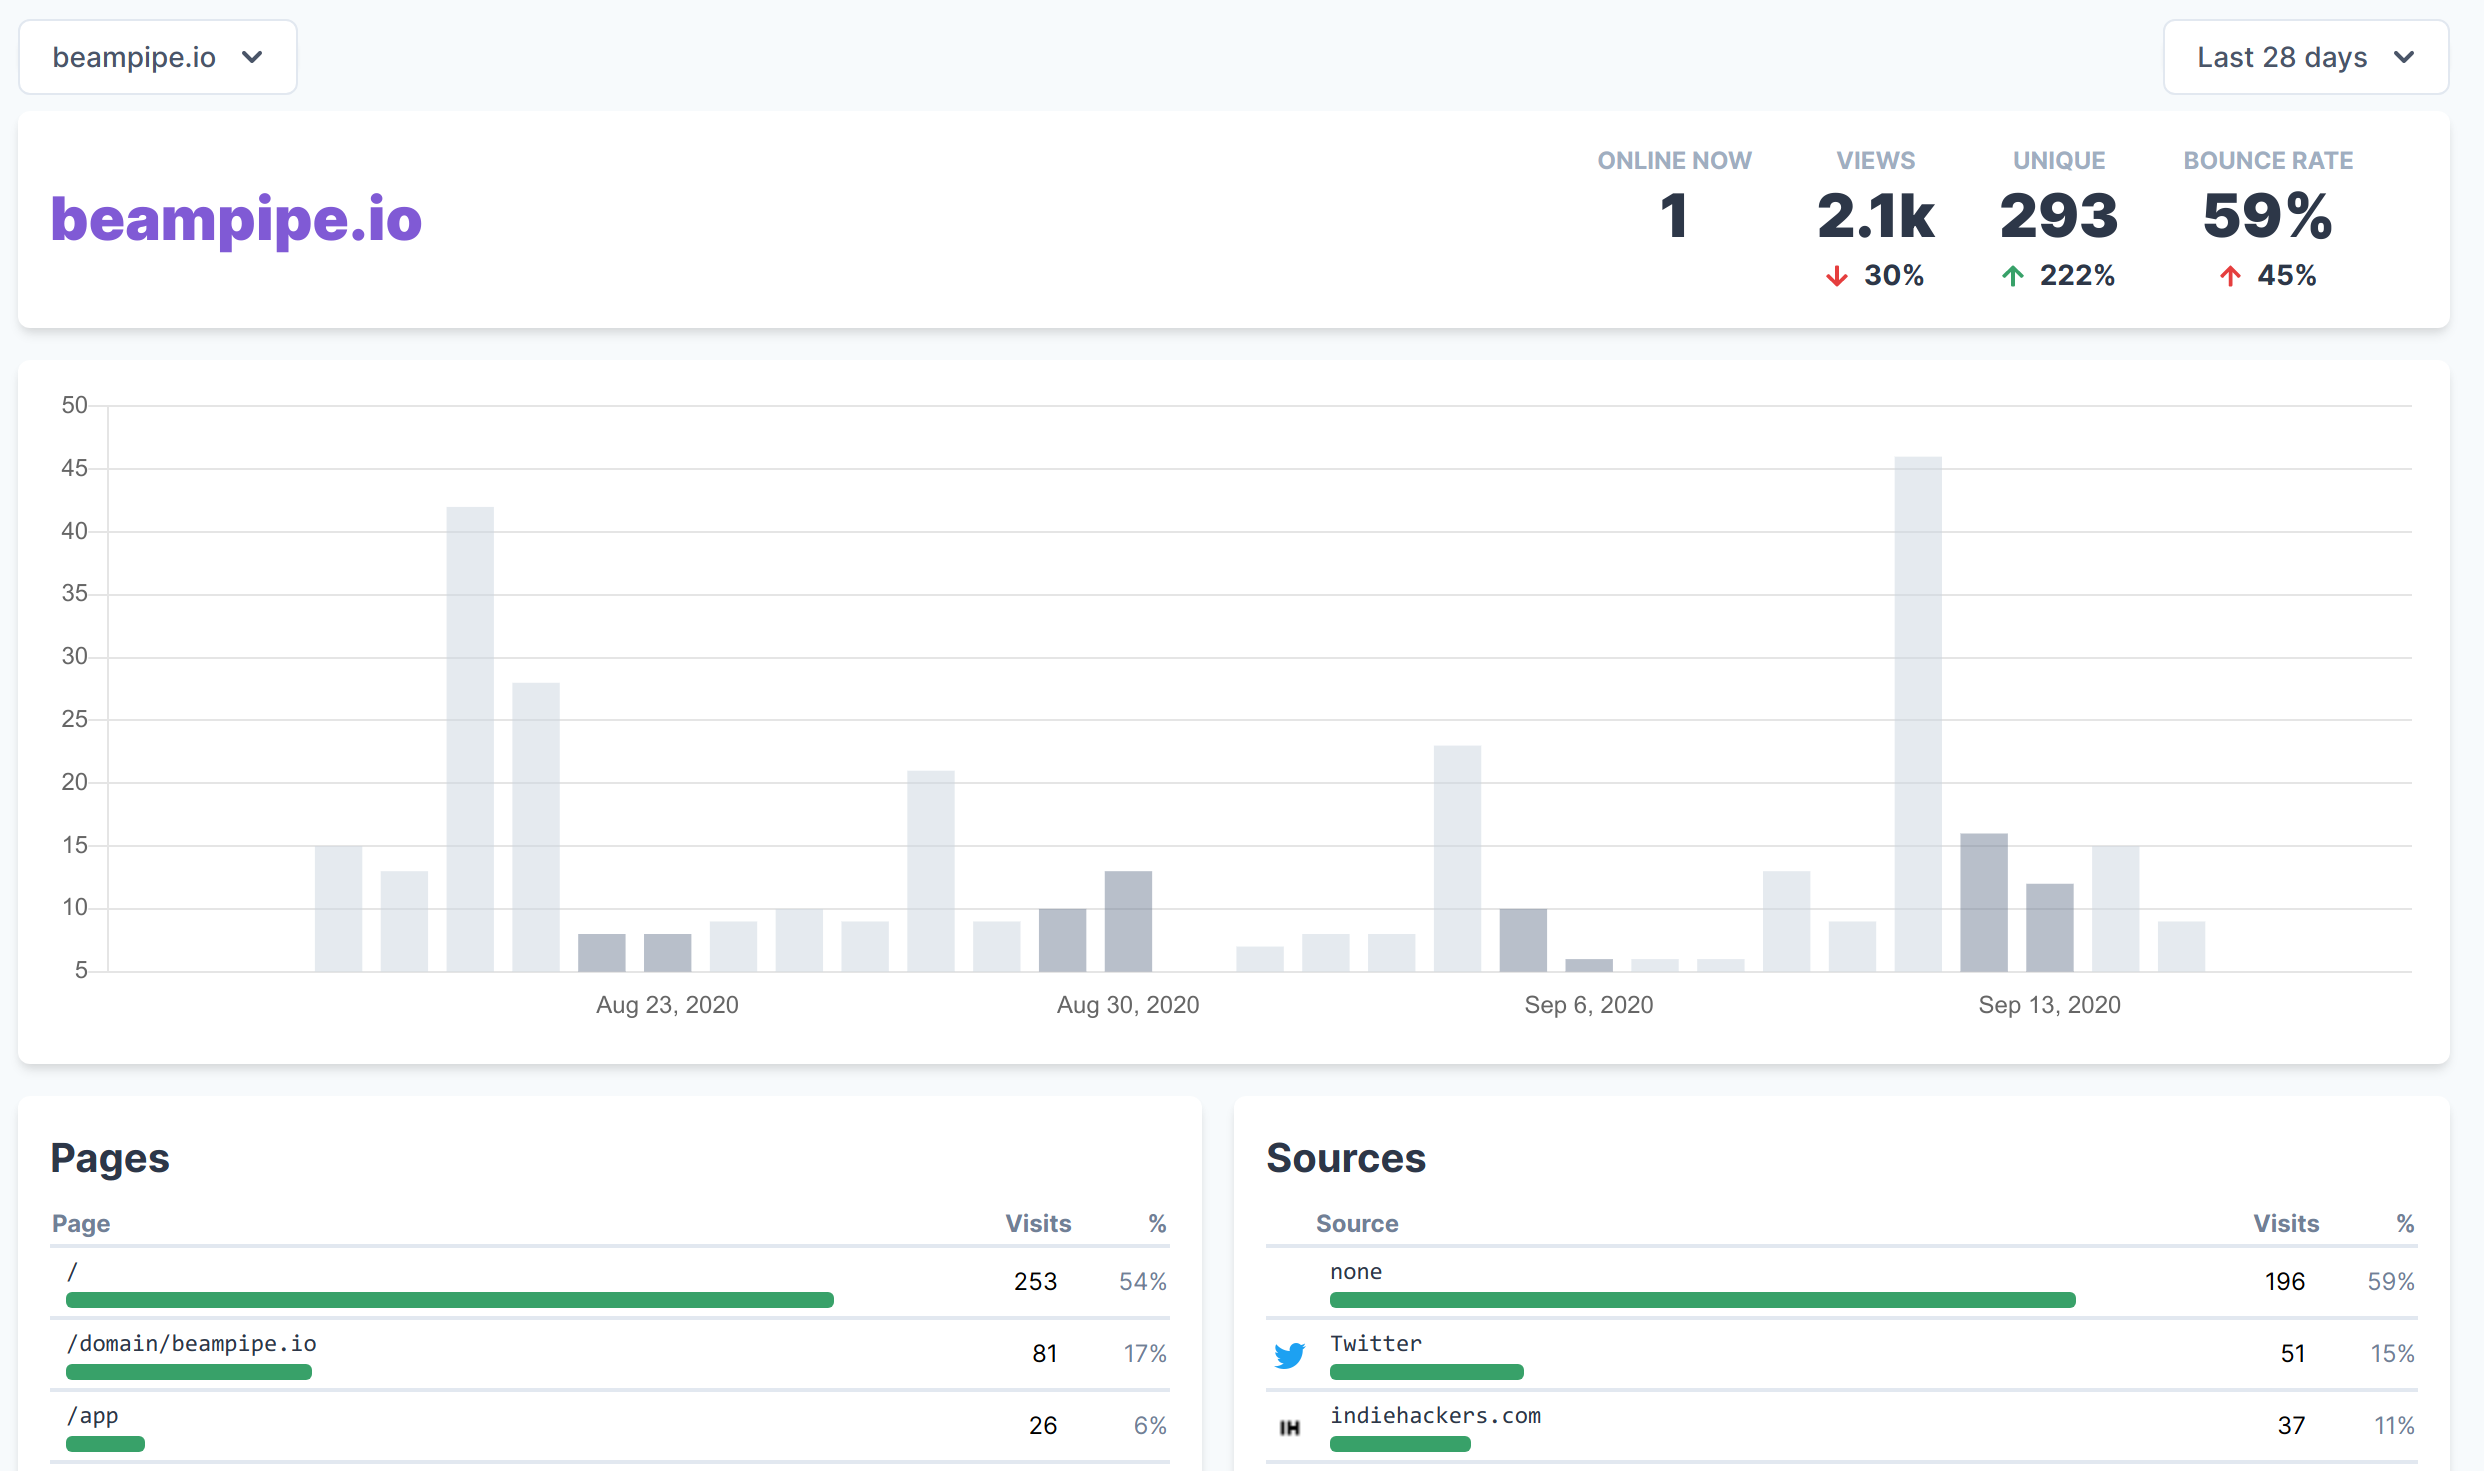 beampipe.io
Last 28 days
beampipe.io
ONLINE NOW VIEWS UNIQUE BOUNCE RATE
1 2.1k 293 59%
30% 222% 45%
50
45
40
35
30
25
20
15
10
5
Aug 23, 2020 Aug 30, 2020 Sep 6, 2020 Sep 13, 2020
Pages
Page Visits %
/ 253 54%
/domain/beampipe.io 81 17%
/app 26 6%
Sources
Source Visits %
none 196 59%
Twitter 51 15%
IH indiehackers.com 37 11%